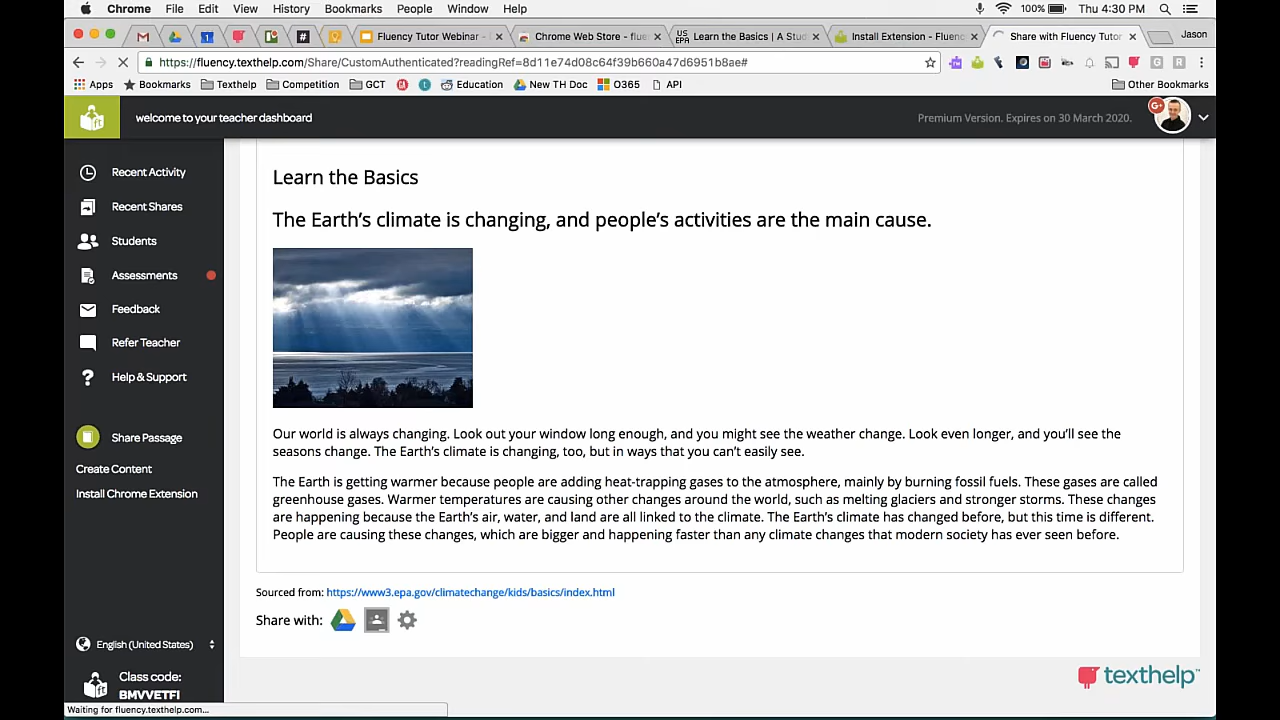 Chrome File Edit View History Bookmarks People Window Help 100% Thu 4:30 PM
Fluency Tutor Webinar - Chrome Web Store - flue Learn the Basics | A Stu Install Extension - Fluenc Share with Fluency Tutor Jason
https://fluency.texthelp.com/Share/CustomAuthenticated?readingRef=8d11e74d08c64f39b660a47d6951b8ae#
Apps Bookmarks Texthelp Competition GCT Education New TH Doc O365 API Other Bookmarks
welcome to your teacher dashboard Premium Version. Expires on 30 March 2020.
Recent Activity
Recent Shares
Students
Assessments
Feedback
Refer Teacher
Help & Support
Share Passage
Create Content
Install Chrome Extension
English (United States)
Class code:
BMVVETFI
Learn the Basics
The Earth's climate is changing, and people's activities are the main cause.
Our world is always changing. Look out your window long enough, and you might see the weather change. Look even longer, and you'll see the
seasons change. The Earth's climate is changing, too, but in ways that you can't easily see.
The Earth is getting warmer because people are adding heat-trapping gases to the atmosphere, mainly by burning fossil fuels. These gases are called
greenhouse gases. Warmer temperatures are causing other changes around the world, such as melting glaciers and stronger storms. These changes
are happening because the Earth's air, water, and land are all linked to the climate. The Earth's climate has changed before, but this time is different.
People are causing these changes, which are bigger and happening faster than any climate changes that modern society has ever seen before.
Sourced from: https://www3.epa.gov/climatechange/kids/basics/index.html
Share with:
texthelp™
Waiting for fluency.texthelp.com...